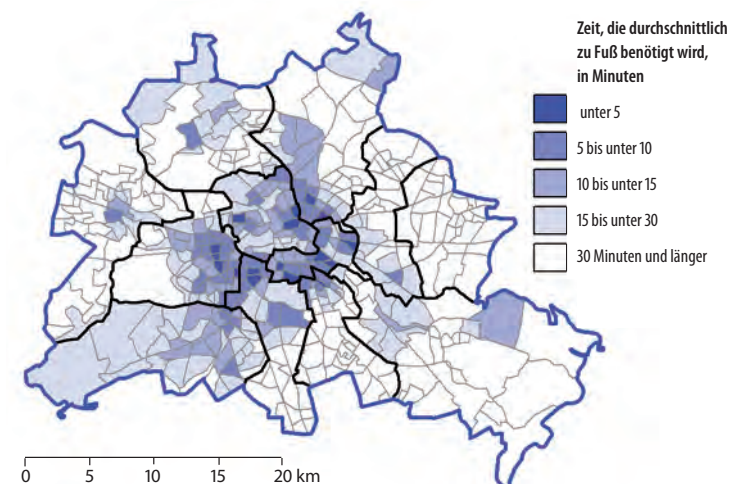 Zeit, die durchschnittlich
zu Fuß benötigt wird,
in Minuten
unter 5
5 bis unter 10
10 bis unter 15
15 bis unter 30
30 Minuten und länger
0 5 10 15 20 km